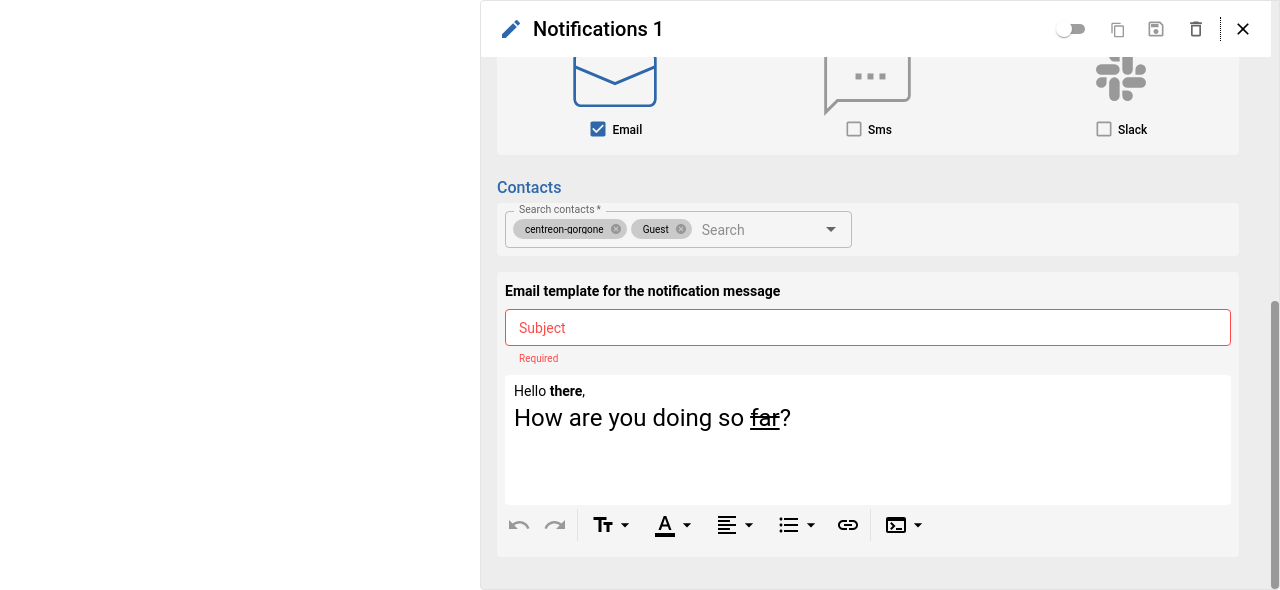 Notifications 1
Email
Sms
Slack
Contacts
Search contacts *
centreon-gorgone Guest Search
Email template for the notification message
Subject
Required
Hello there,
How are you doing so far?